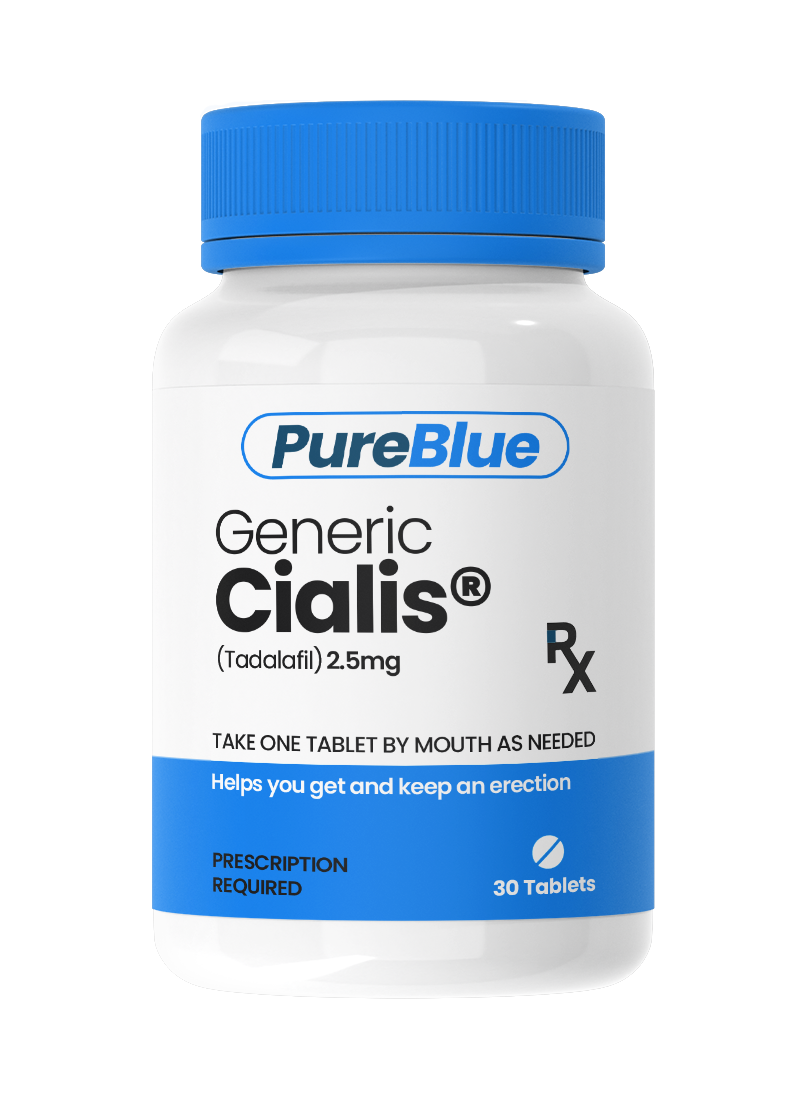 PureBlue
Generic
Cialis®
(Tadalafil) 2.5mg
Rx
TAKE ONE TABLET BY MOUTH AS NEEDED
Helps you get and keep an erection
PRESCRIPTION
REQUIRED
30 Tablets